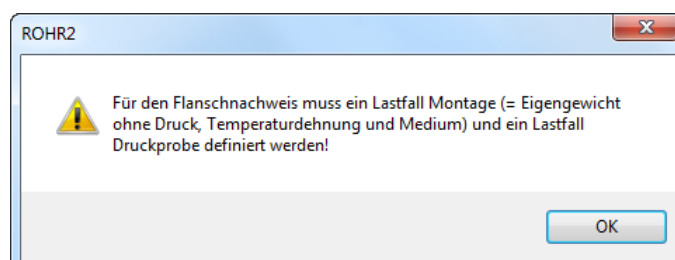 ROHR2
Für den Flanschnachweis muss ein Lastfall Montage (= Eigengewicht
ohne Druck, Temperaturdehnung und Medium) und ein Lastfall
Druckprobe definiert werden!
OK